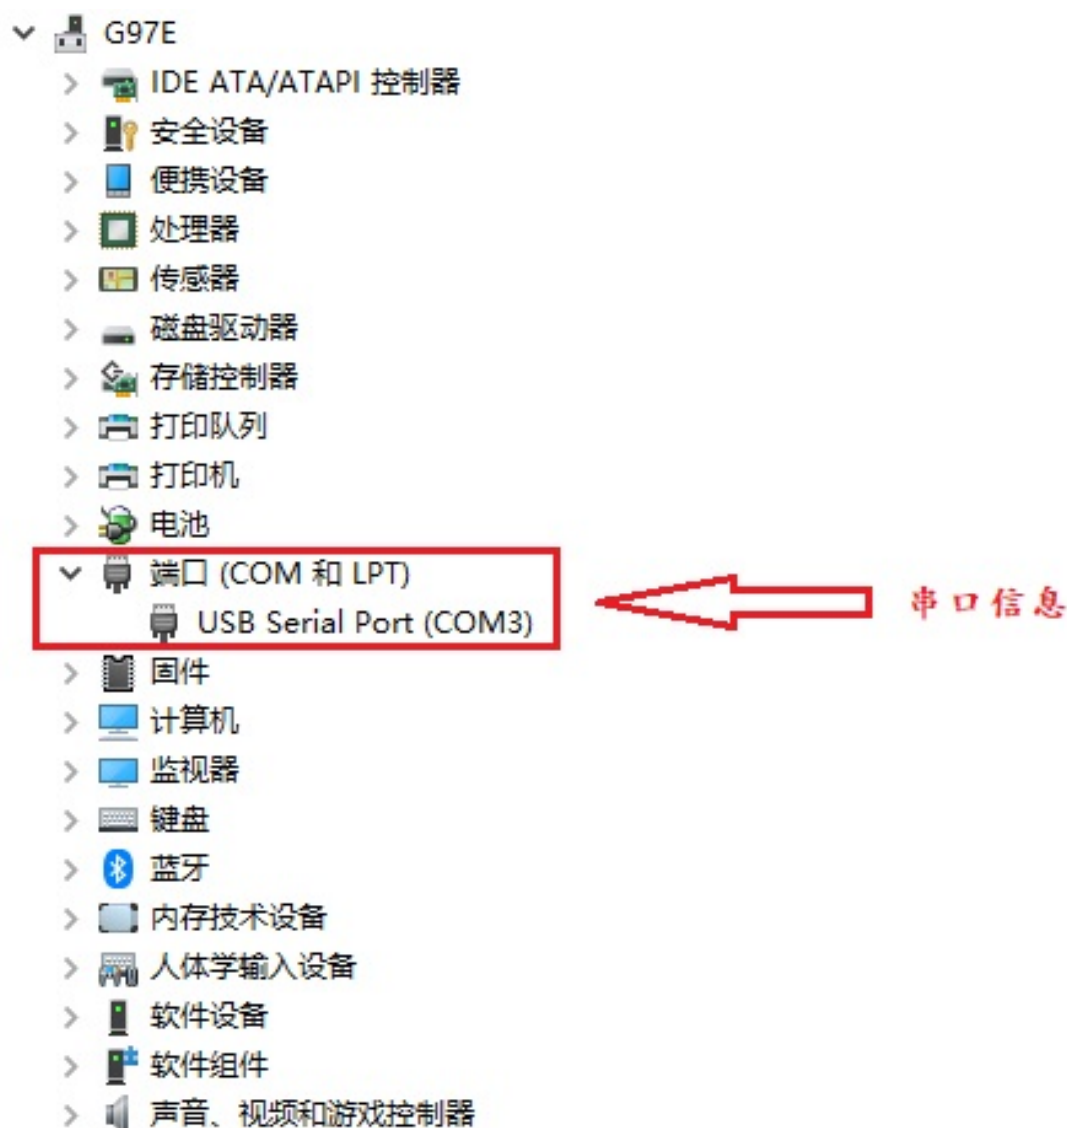 G97E
IDE ATA/ATAPI 控制器
安全设备
便携设备
处理器
传感器
磁盘驱动器
存储控制器
打印队列
打印机
电池
端口 (COM 和 LPT)
USB Serial Port (COM3)
串口信息
固件
计算机
监视器
键盘
蓝牙
内存技术设备
人体学输入设备
软件设备
软件组件
声音、视频和游戏控制器